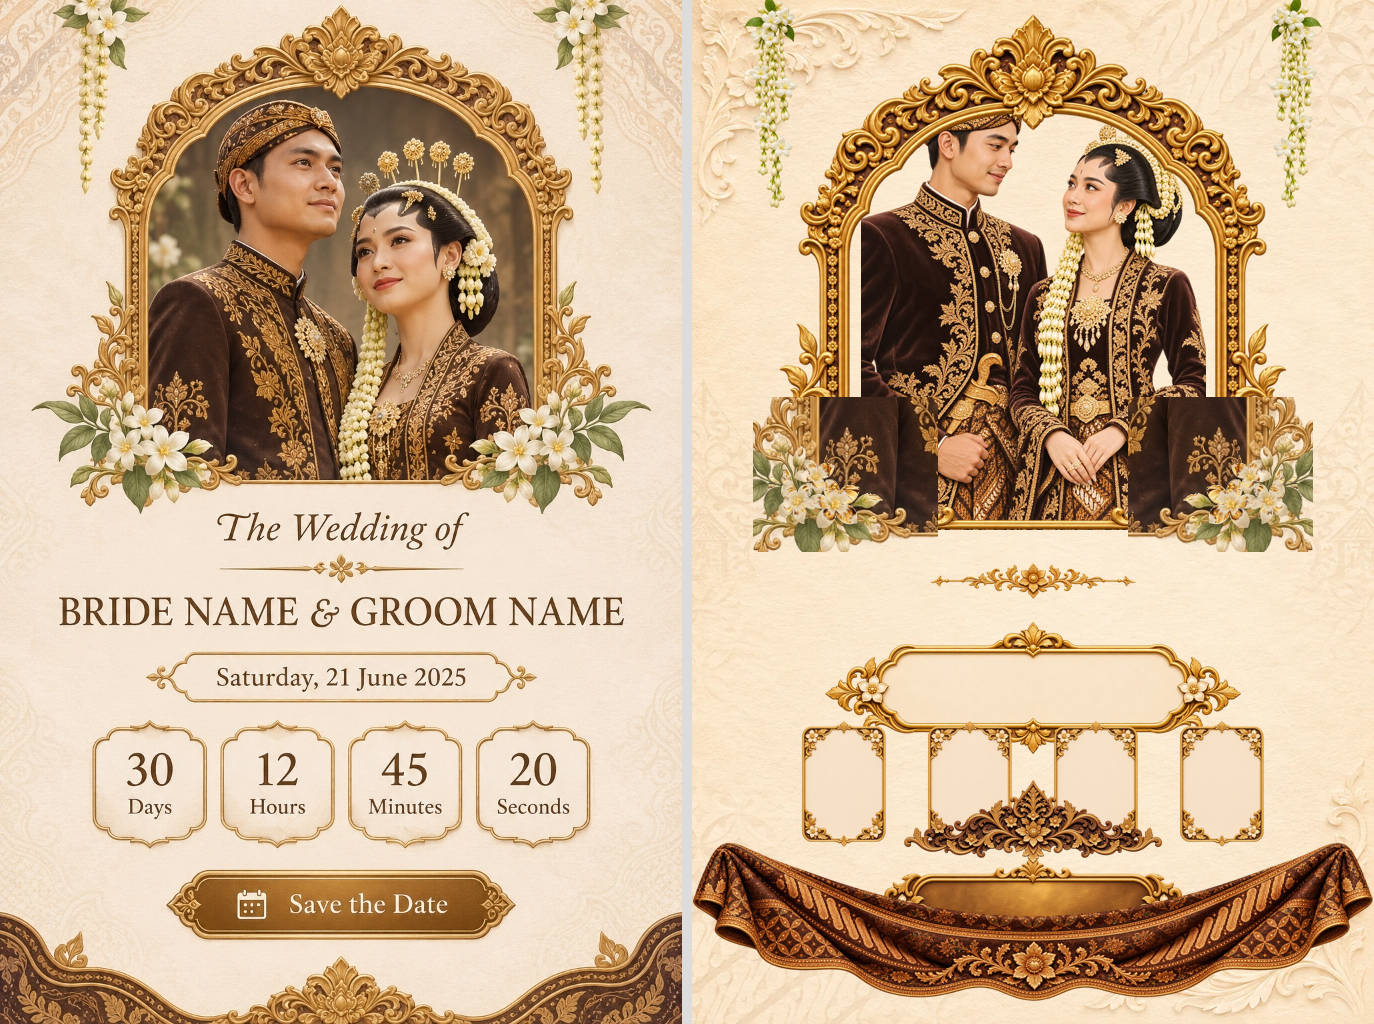 The Wedding of
BRIDE NAME & GROOM NAME
Saturday, 21 June 2025
30 12 45 20
Days Hours Minutes Seconds
Save the Date